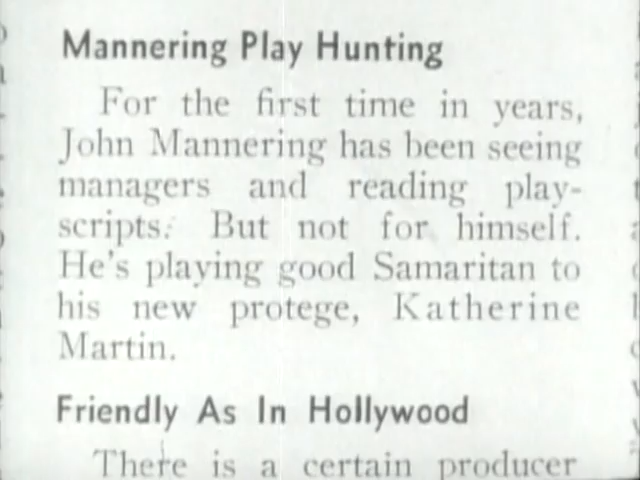 Mannering Play Hunting
For the first time in years,
John Mannering has been seeing
managers and reading play-
scripts. But not for himself.
He's playing good Samaritan to
his new protege, Katherine
Martin.
Friendly As In Hollywood
There is a certain producer